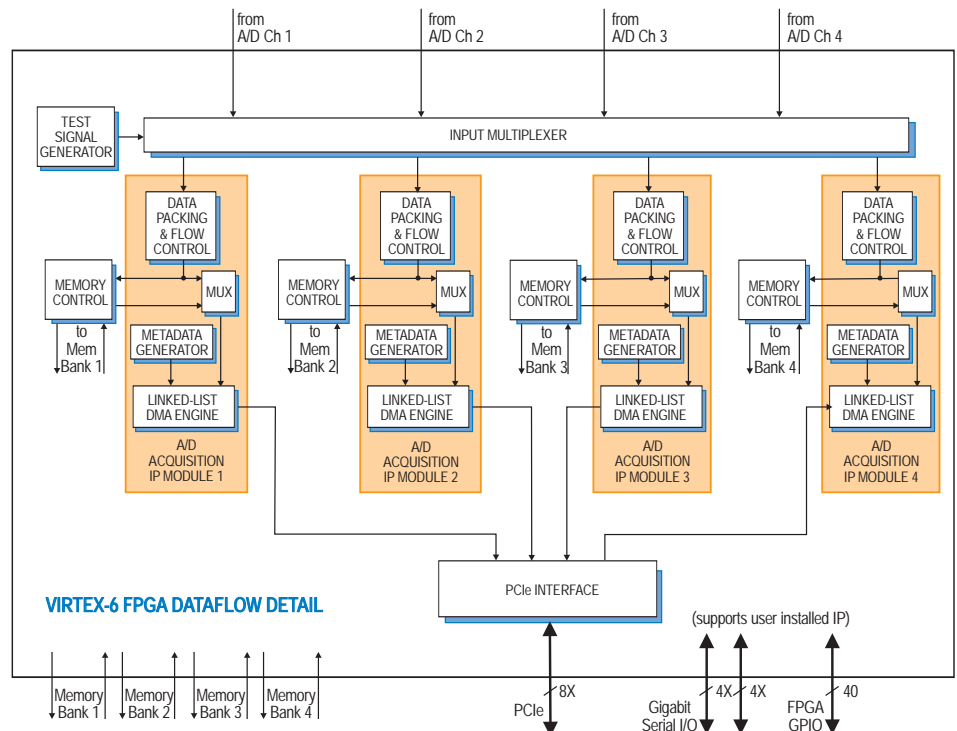 from
A/D Ch 1
from
A/D Ch 2
from
A/D Ch 3
from
A/D Ch 4
TEST
SIGNAL
GENERATOR
INPUT MULTIPLEXER
DATA
PACKING
& FLOW
CONTROL
MEMORY
CONTROL
MUX
to
Mem
Bank 1
METADATA
GENERATOR
LINKED-LIST
DMA ENGINE
A/D
ACQUISITION
IP MODULE 1
DATA
PACKING
& FLOW
CONTROL
MEMORY
CONTROL
MUX
to
Mem
Bank 2
METADATA
GENERATOR
LINKED-LIST
DMA ENGINE
A/D
ACQUISITION
IP MODULE 2
DATA
PACKING
& FLOW
CONTROL
MEMORY
CONTROL
MUX
to
Mem
Bank 3
METADATA
GENERATOR
LINKED-LIST
DMA ENGINE
A/D
ACQUISITION
IP MODULE 3
DATA
PACKING
& FLOW
CONTROL
MEMORY
CONTROL
MUX
to
Mem
Bank 4
METADATA
GENERATOR
LINKED-LIST
DMA ENGINE
A/D
ACQUISITION
IP MODULE 4
PCIe INTERFACE
VIRTEX-6 FPGA DATAFLOW DETAIL
(supports user installed IP)
Memory
Bank 1
Memory
Bank 2
Memory
Bank 3
Memory
Bank 4
8X
PCIe
Gigabit
Serial I/O
4X
4X
FPGA
GPIO
40